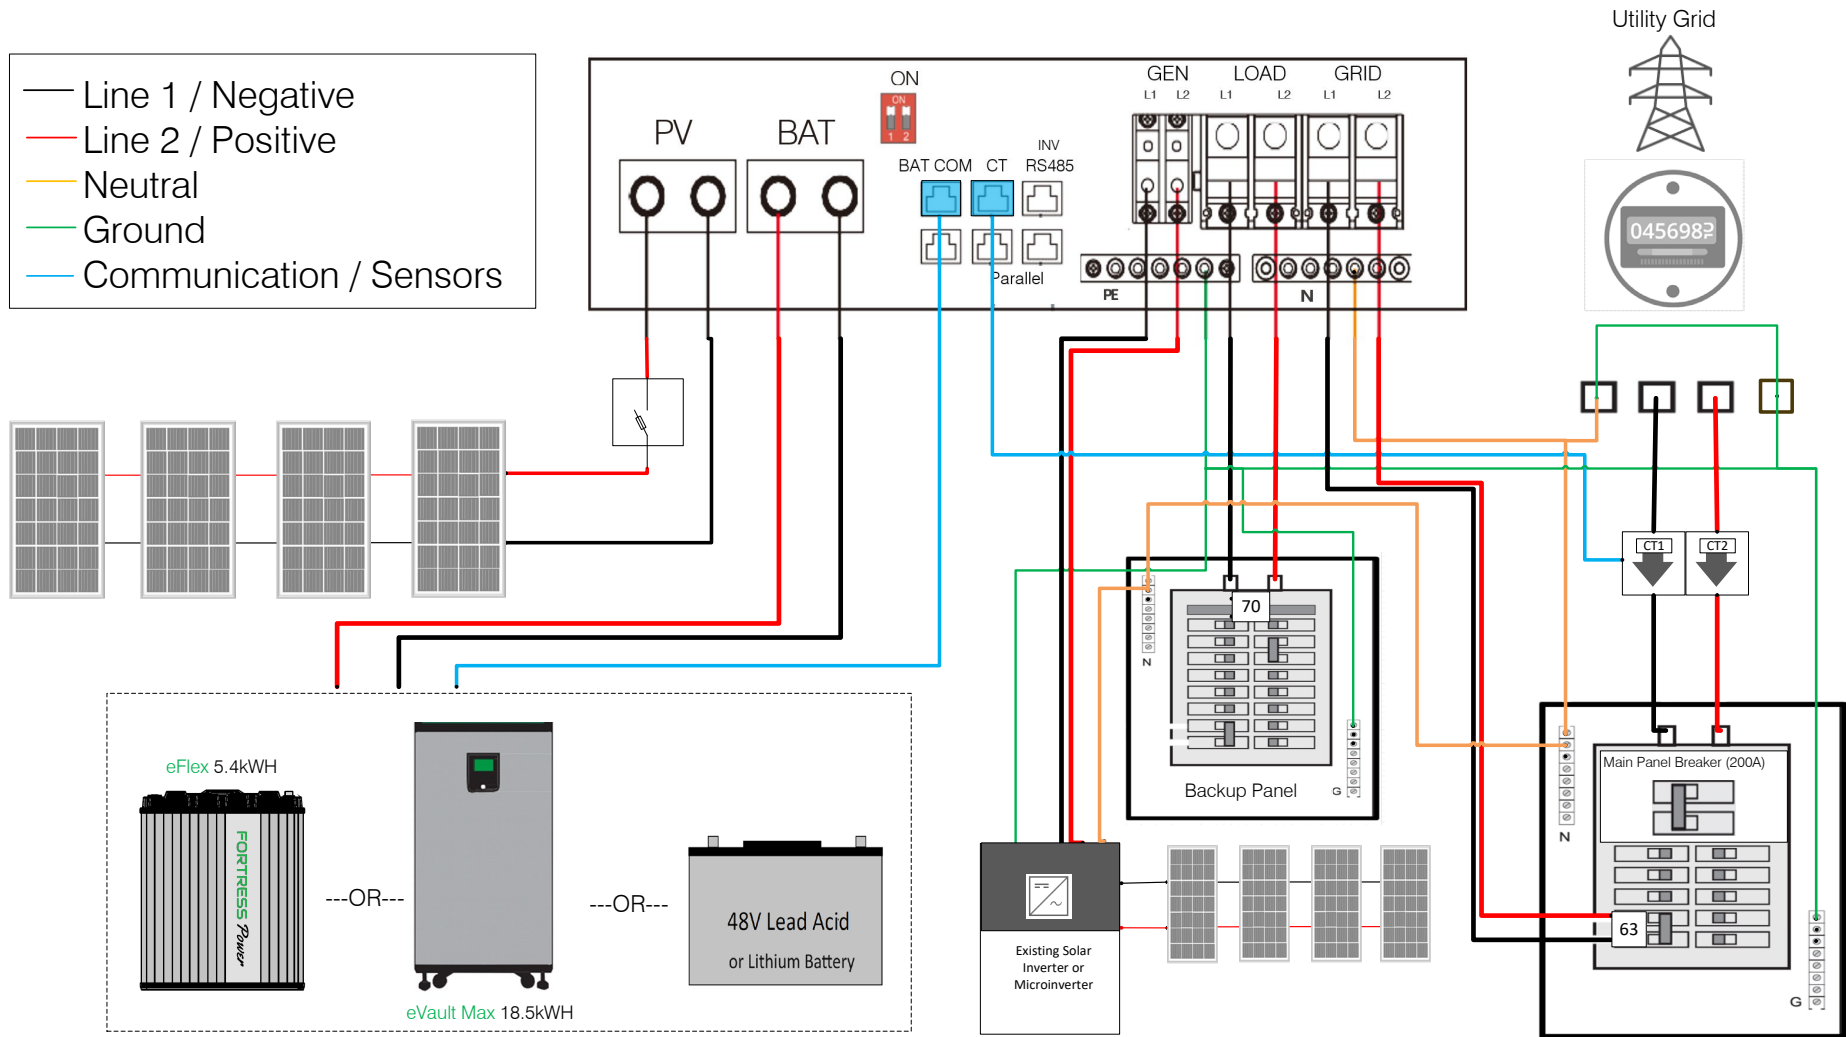 Utility Grid
Line 1 / Negative
Line 2 / Positive
Neutral
Ground
Communication / Sensors
ON
ON
1 2
PV
BAT
BAT COM
CT
INV
RS485
Parallel
GEN
LOAD
GRID
L1
L2
L1
L2
L1
L2
PE
N
CT1
CT2
70
N
G
Backup Panel
Main Panel Breaker (200A)
63
N
G
eFlex 5.4kWH
FORTRESS Power
---OR---
eVault Max 18.5kWH
---OR---
48V Lead Acid
or Lithium Battery
Existing Solar
Inverter or
Microinverter